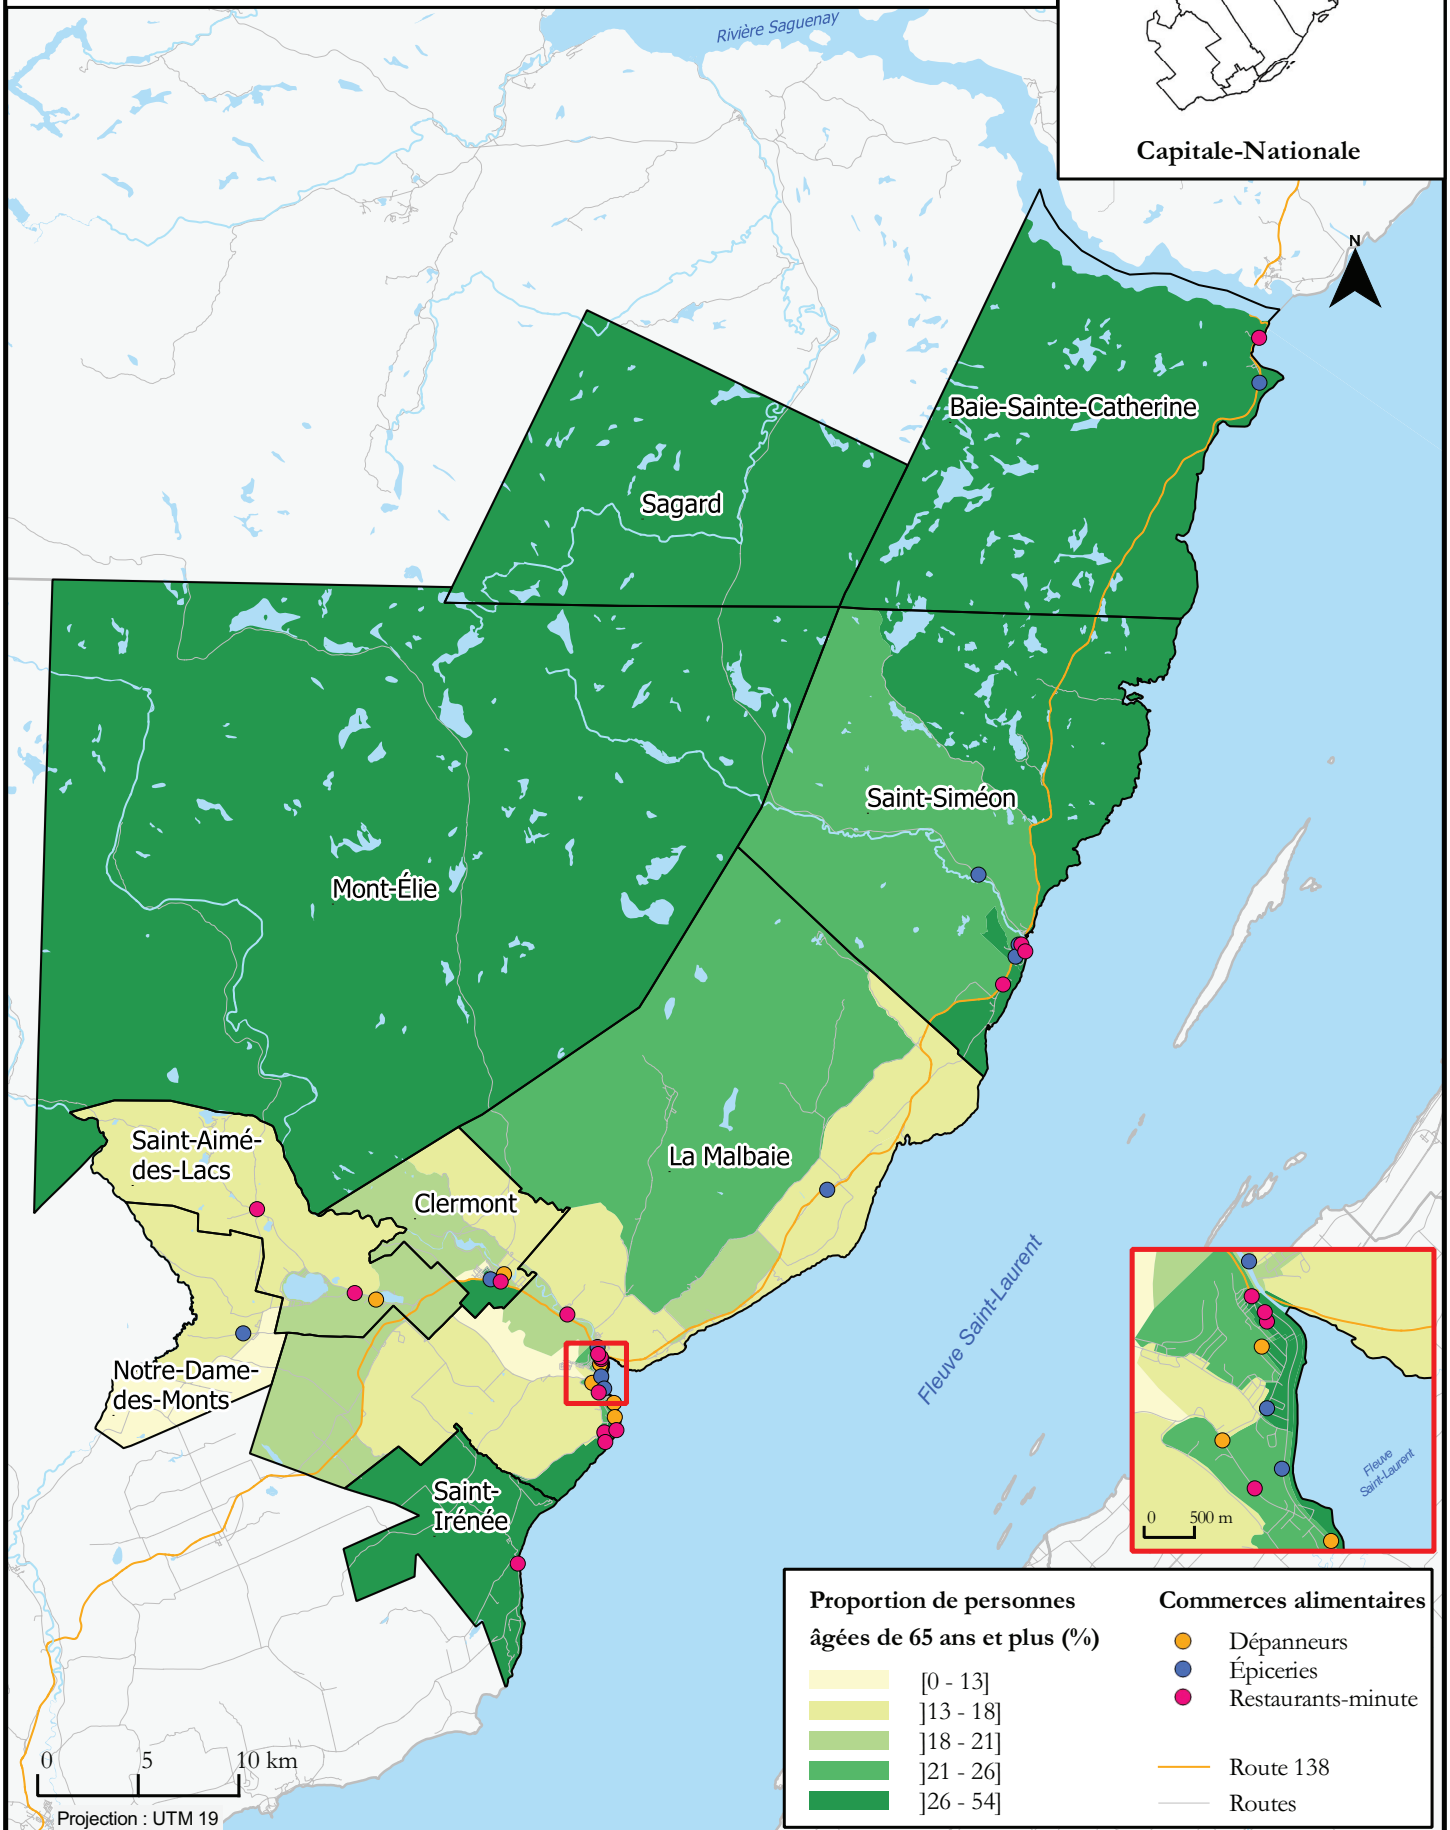 Rivière Saguenay
Capitale-Nationale
N
Baie-Sainte-Catherine
Sagard
Saint-Siméon
Mont-Élie
Saint-Aimé-
des-Lacs
La Malbaie
Clermont
Fleuve Saint-Laurent
Notre-Dame-
des-Monts
Saint-
Irénée
Fleuve
Saint-Laurent
0 500 m
Proportion de personnes
âgées de 65 ans et plus (%)
[0 - 13]
]13 - 18]
]18 - 21]
]21 - 26]
]26 - 54]
Commerces alimentaires
Dépanneurs
Épiceries
Restaurants-minute
Route 138
Routes
0 5 10 km
Projection : UTM 19